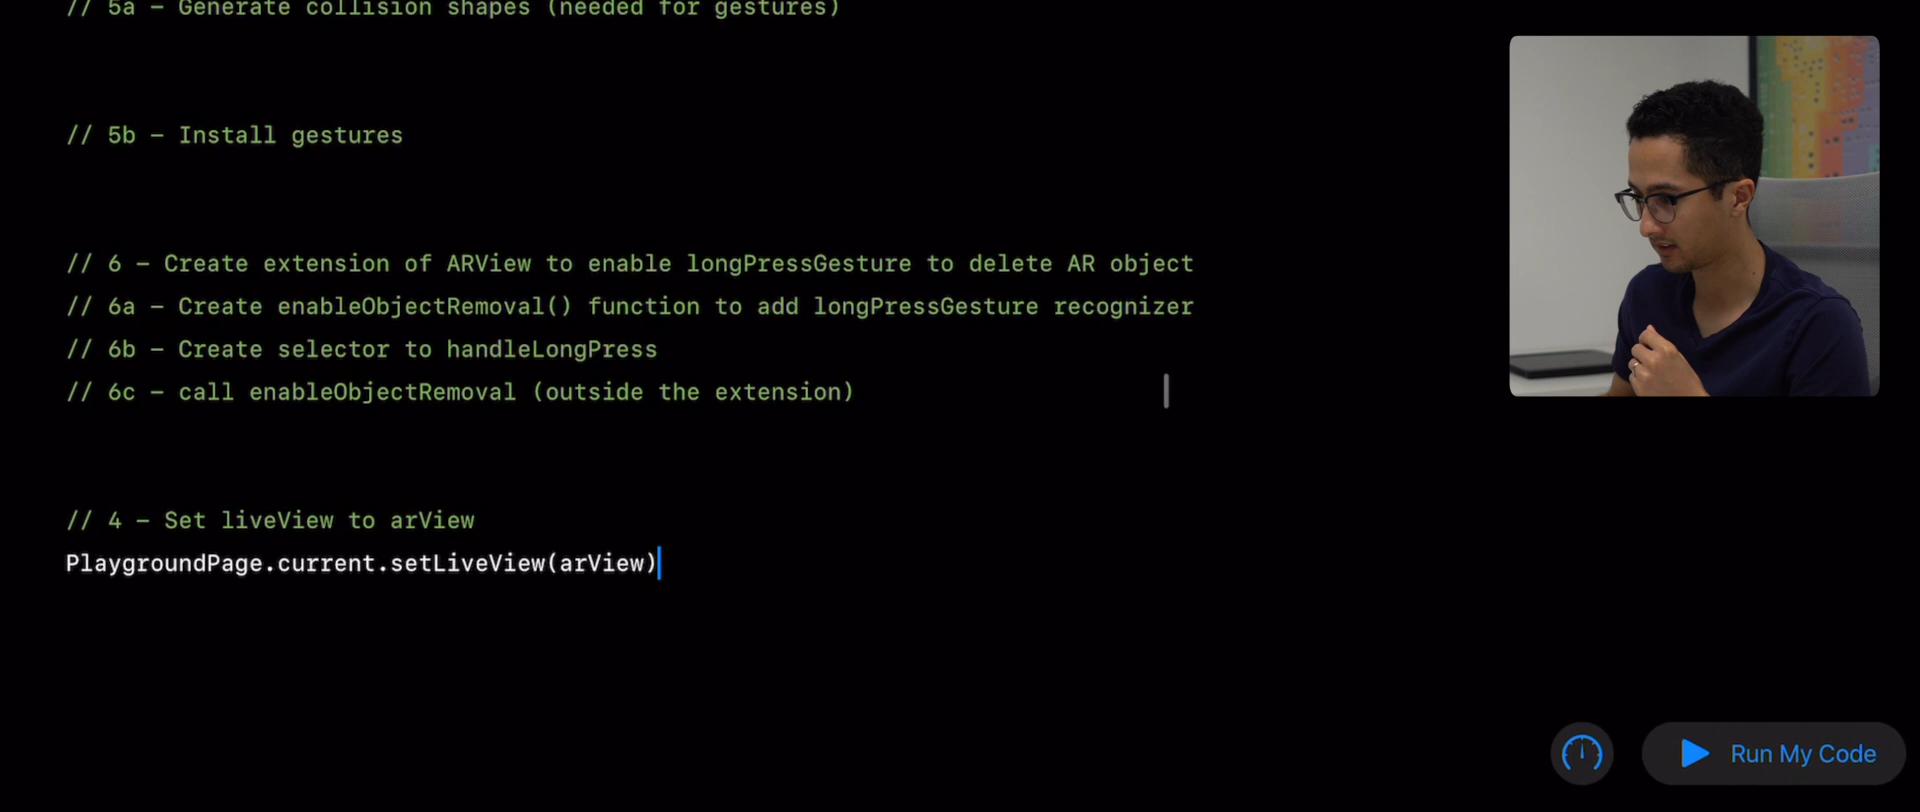 // 5a – Generate collision shapes (needed for gestures)
// 5b – Install gestures
// 6 – Create extension of ARView to enable longPressGesture to delete AR object
// 6a – Create enableObjectRemoval() function to add longPressGesture recognizer
// 6b – Create selector to handleLongPress
// 6c – call enableObjectRemoval (outside the extension)
// 4 – Set liveView to arView
PlaygroundPage.current.setLiveView(arView)
Run My Code